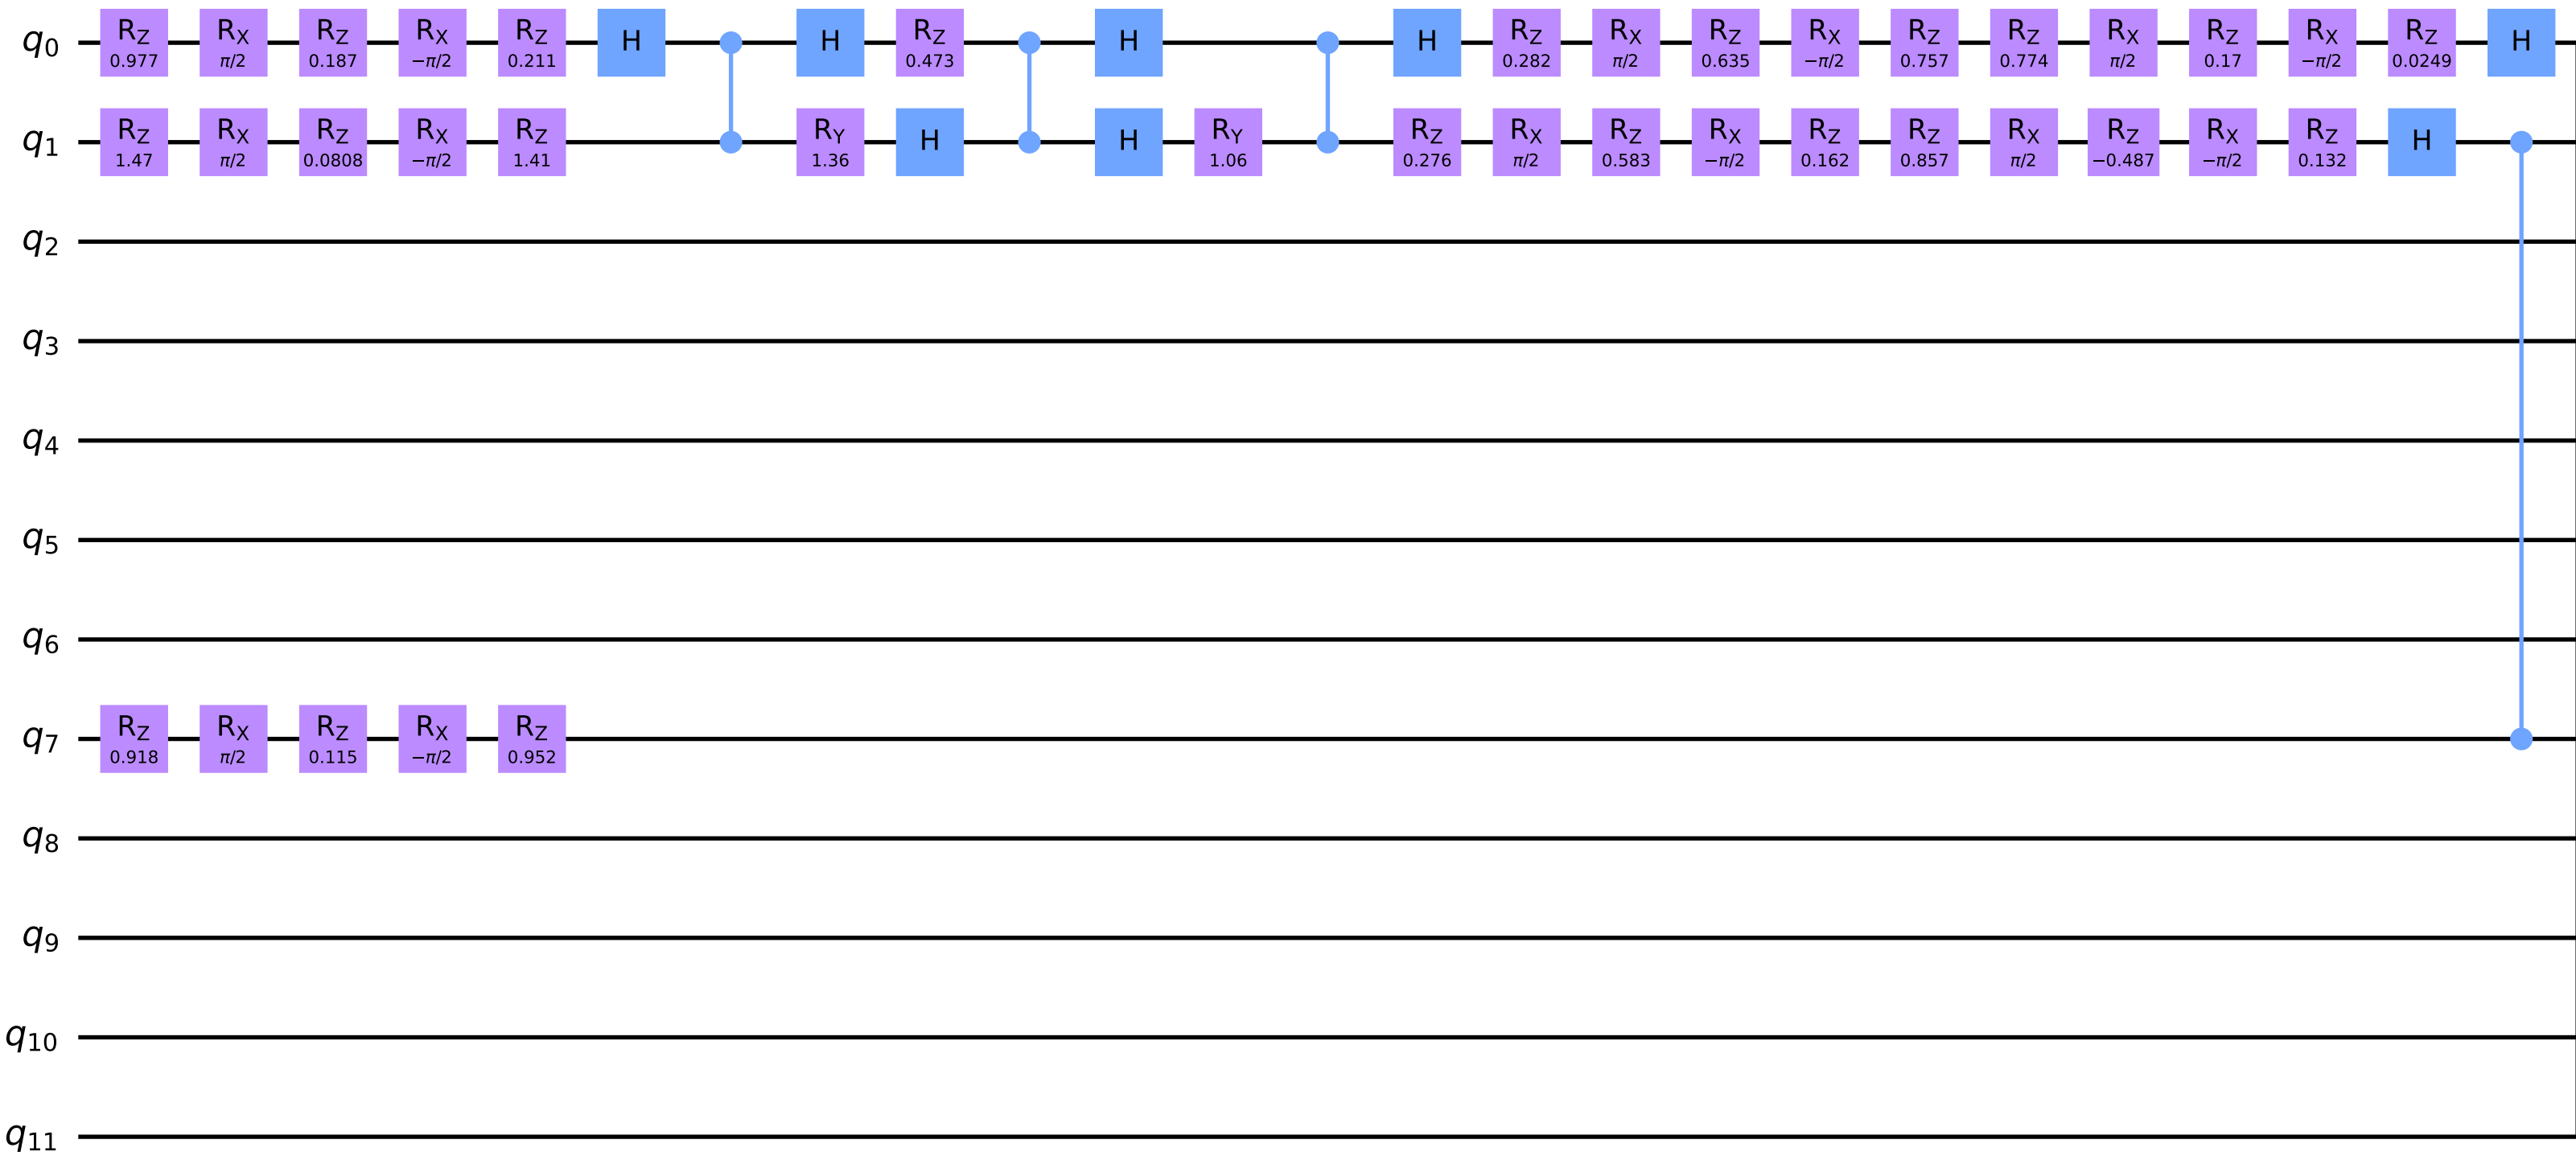 q0 RZ 0.977 RX π/2 RZ 0.187 RX −π/2 RZ 0.211 H H RZ 0.473 H H RZ 0.282 RX π/2 RZ 0.635 RX −π/2 RZ 0.757 RZ 0.774 RX π/2 RZ 0.17 RX −π/2 RZ 0.0249 H
q1 RZ 1.47 RX π/2 RZ 0.0808 RX −π/2 RZ 1.41 RY 1.36 H H RY 1.06 RZ 0.276 RX π/2 RZ 0.583 RX −π/2 RZ 0.162 RZ 0.857 RX π/2 RZ −0.487 RX −π/2 RZ 0.132 H
q2
q3
q4
q5
q6
q7 RZ 0.918 RX π/2 RZ 0.115 RX −π/2 RZ 0.952
q8
q9
q10
q11